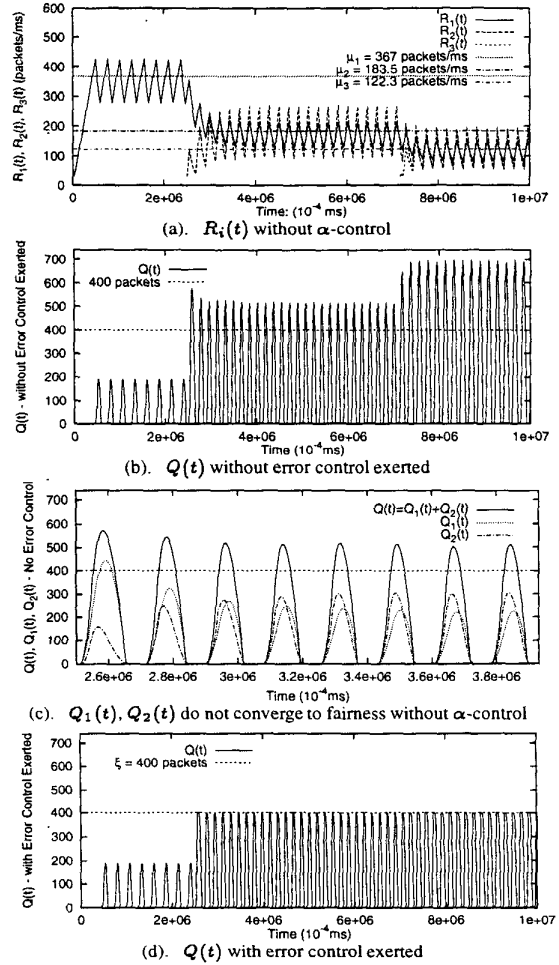 R1(t), R2(t), R3(t) (packets/ms)
600
500
400
300
200
100
0
R1(t)
R2(t)
R3(t)
μ1 = 367 packets/ms
μ2 = 183.5 packets/ms
μ3 = 122.3 packets/ms
0 2e+06 4e+06 6e+06 8e+06 1e+07
Time: (10^-4 ms)
(a). Ri(t) without α-control
Q(t) - without Error Control Exerted
700
600
500
400
300
200
100
0
Q(t)
400 packets
0 2e+06 4e+06 6e+06 8e+06 1e+07
Time (10^-4 ms)
(b). Q(t) without error control exerted
Q(t), Q1(t), Q2(t) - No Error Control
700
600
500
400
300
200
100
0
Q(t)=Q1(t)+Q2(t)
Q1(t)
Q2(t)
2.6e+06 2.8e+06 3e+06 3.2e+06 3.4e+06 3.6e+06 3.8e+06
Time (10^-4 ms)
(c). Q1(t), Q2(t) do not converge to fairness without α-control
Q(t) - with Error Control Exerted
700
600
500
400
300
200
100
0
Q(t)
ξ = 400 packets
0 2e+06 4e+06 6e+06 8e+06 1e+07
Time (10^-4 ms)
(d). Q(t) with error control exerted